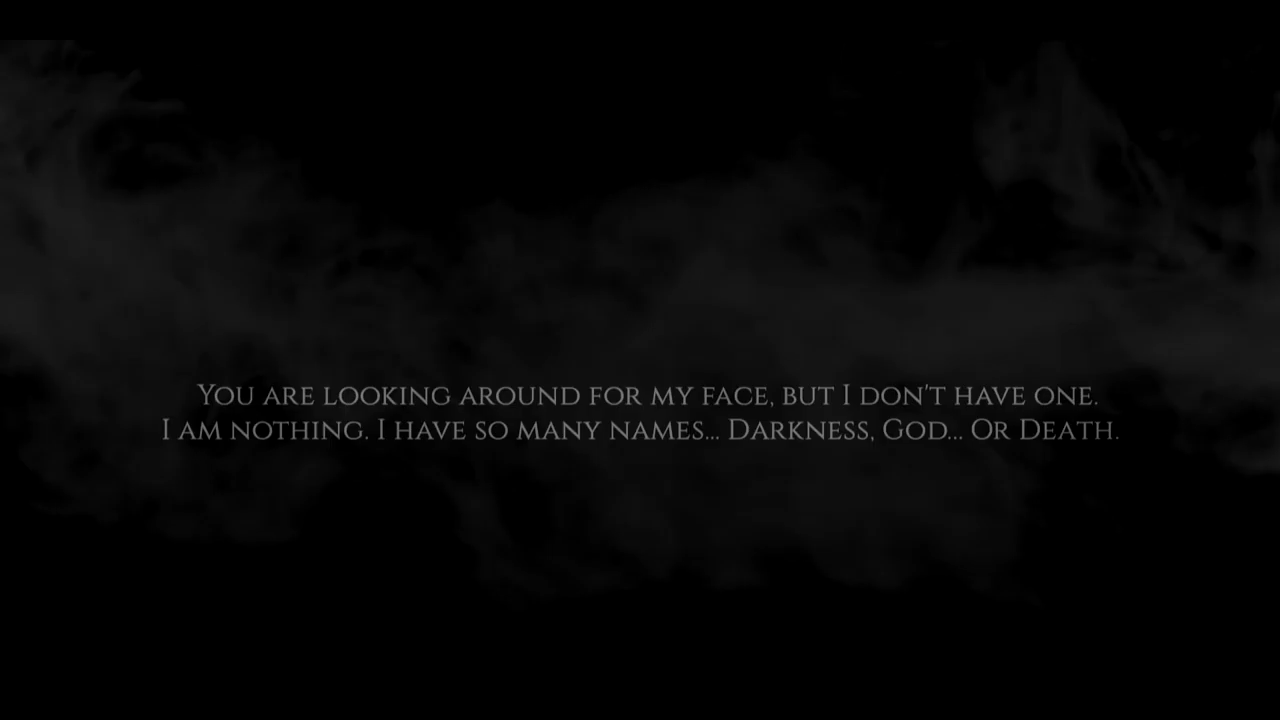 You are looking around for my face, but I don't have one.
I am nothing. I have so many names... Darkness, God... Or Death.